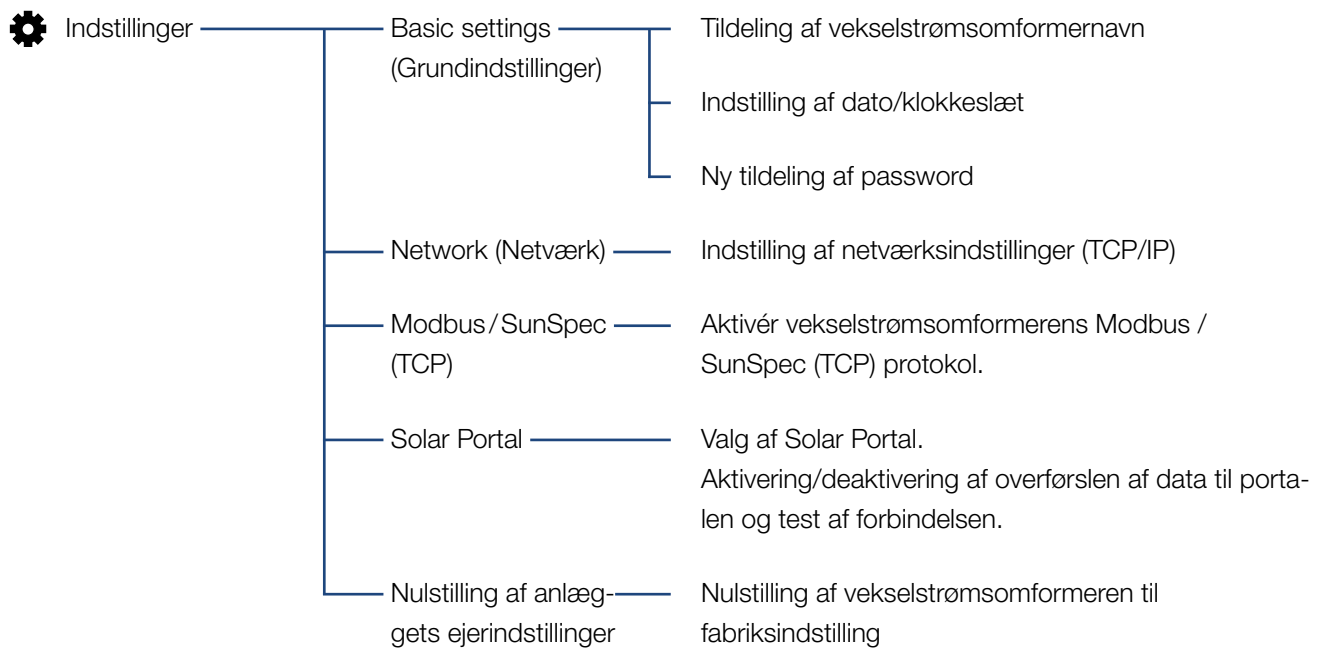 Indstillinger
Basic settings
(Grundindstillinger)
Tildeling af vekselstrømsomformernavn
Indstilling af dato/klokkeslæt
Ny tildeling af password
Network (Netværk)
Indstilling af netværksindstillinger (TCP/IP)
Modbus/SunSpec
(TCP)
Aktivér vekselstrømsomformerens Modbus /
SunSpec (TCP) protokol.
Solar Portal
Valg af Solar Portal.
Aktivering/deaktivering af overførslen af data til porta-
len og test af forbindelsen.
Nulstilling af anlæg-
gets ejerindstillinger
Nulstilling af vekselstrømsomformeren til
fabriksindstilling